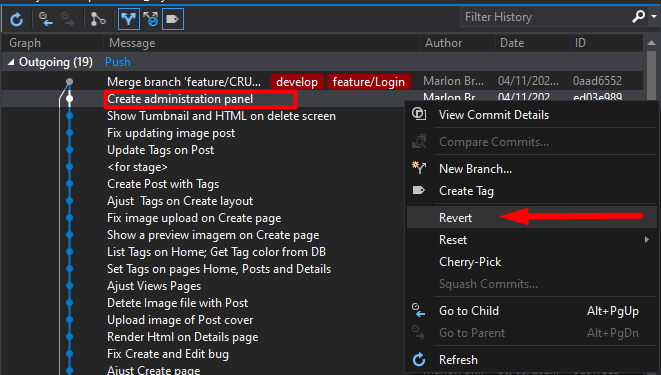 Filter History
Graph Message Author Date ID
Outgoing (19) Push
Merge branch 'feature/CRU... develop feature/Login Marlon Br... 04/11/202... 0aad6552
Create administration panel Marlon Br... 04/11/202... ed03e989
Show Tumbnail and HTML on delete screen
Fix updating image post
Update Tags on Post
<for stage>
Create Post with Tags
Ajust Tags on Create layout
Fix image upload on Create page
Show a preview imagem on Create page
List Tags on Home; Get Tag color from DB
Set Tags on pages Home, Posts and Details
Ajust Views Pages
Delete Image file with Post
Upload image of Post cover
Render Html on Details page
Fix Create and Edit bug
Ajust Create page
View Commit Details
Compare Commits...
New Branch...
Create Tag
Revert
Reset
Cherry-Pick
Squash Commits...
Go to Child Alt+PgUp
Go to Parent Alt+PgDn
Refresh